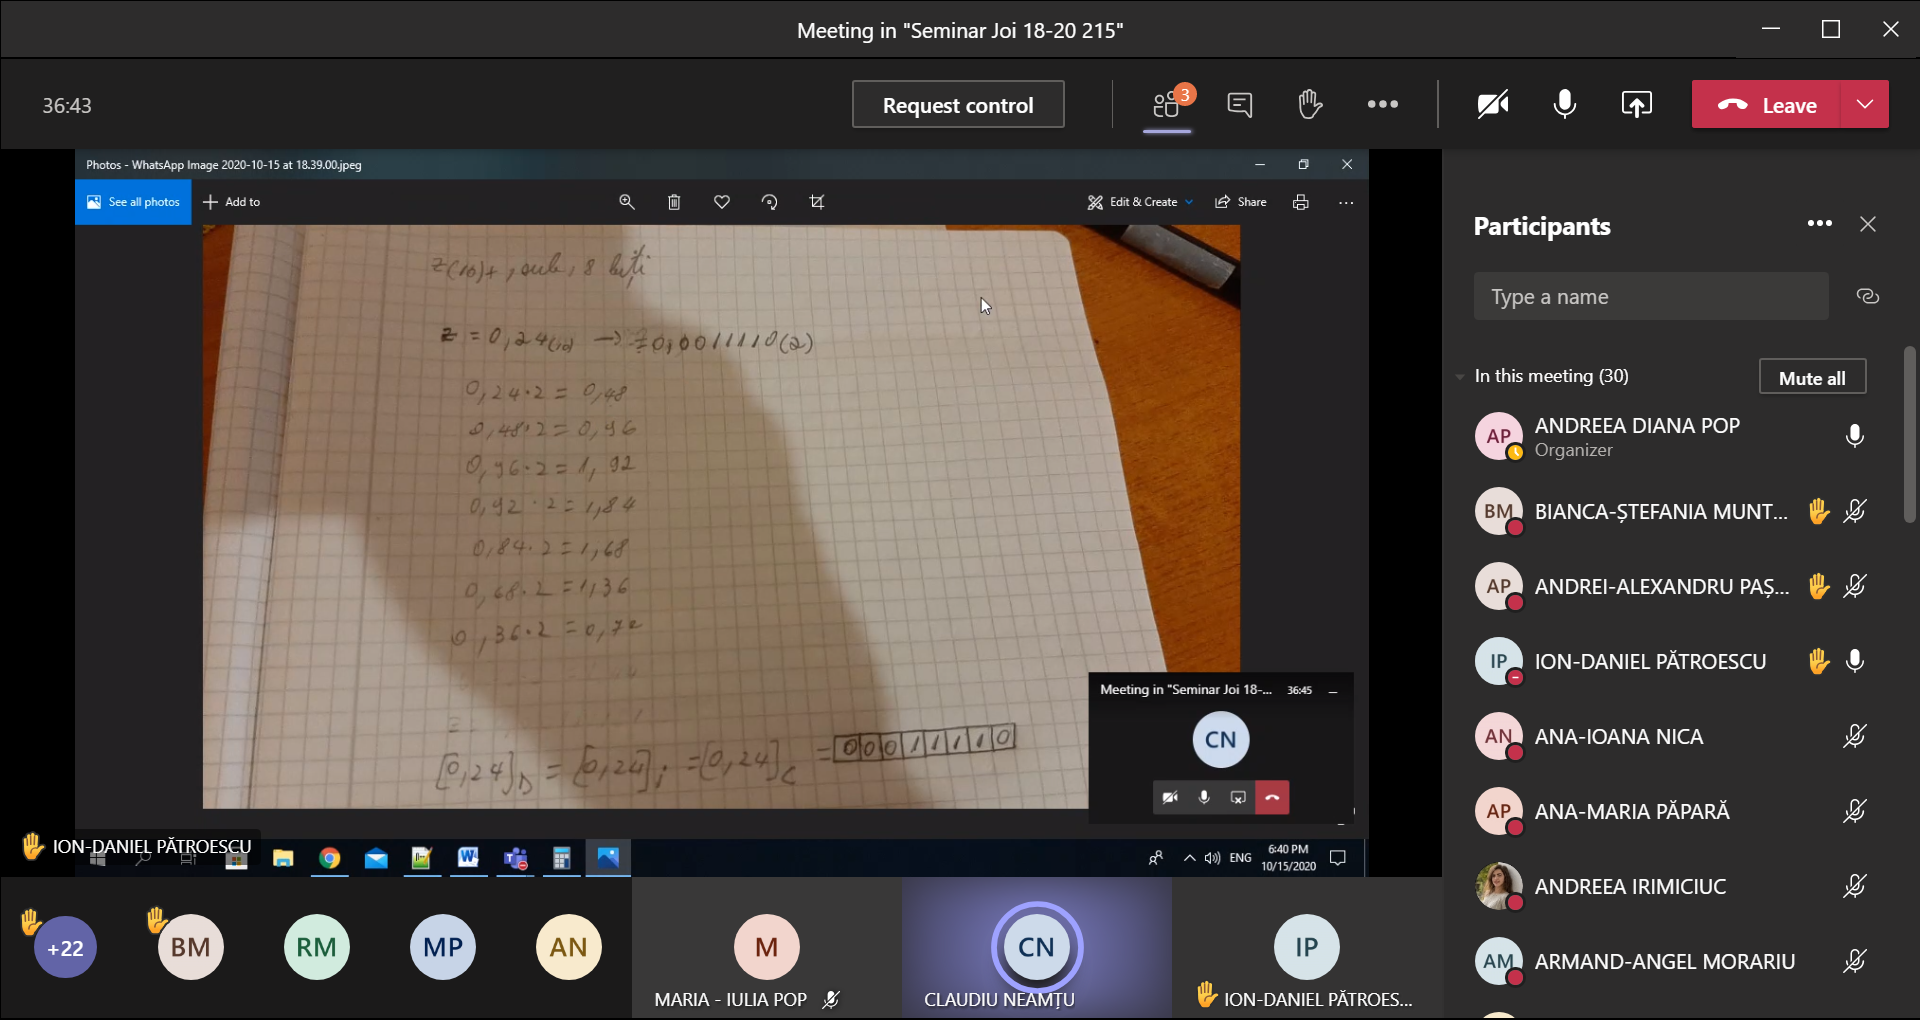 Meeting in "Seminar Joi 18-20 215"
36:43
Request control
3
Leave
Photos - WhatsApp Image 2020-10-15 at 18.39.00.jpeg
See all photos
Add to
Edit & Create
Share
z(10)+, sub, 8 biți
z = 0,24(10) → 0,0011110(2)
0,24·2 = 0,48
0,48·2 = 0,96
0,96·2 = 1,92
0,92·2 = 1,84
0,84·2 = 1,68
0,68·2 = 1,36
0,36·2 = 0,72
[0,24]D = [0,24]i = [0,24]C = 0 0 0 1 1 1 1 0
Meeting in "Seminar Joi 18-...
36:45
CN
ION-DANIEL PĂTROESCU
ENG
6:40 PM
10/15/2020
+22
BM
RM
MP
AN
M
MARIA - IULIA POP
CN
CLAUDIU NEAMȚU
IP
ION-DANIEL PĂTROES...
Participants
Type a name
In this meeting (30)
Mute all
AP
ANDREEA DIANA POP
Organizer
BM
BIANCA-ȘTEFANIA MUNT...
AP
ANDREI-ALEXANDRU PAȘ...
IP
ION-DANIEL PĂTROESCU
AN
ANA-IOANA NICA
AP
ANA-MARIA PĂPARĂ
ANDREEA IRIMICIUC
AM
ARMAND-ANGEL MORARIU